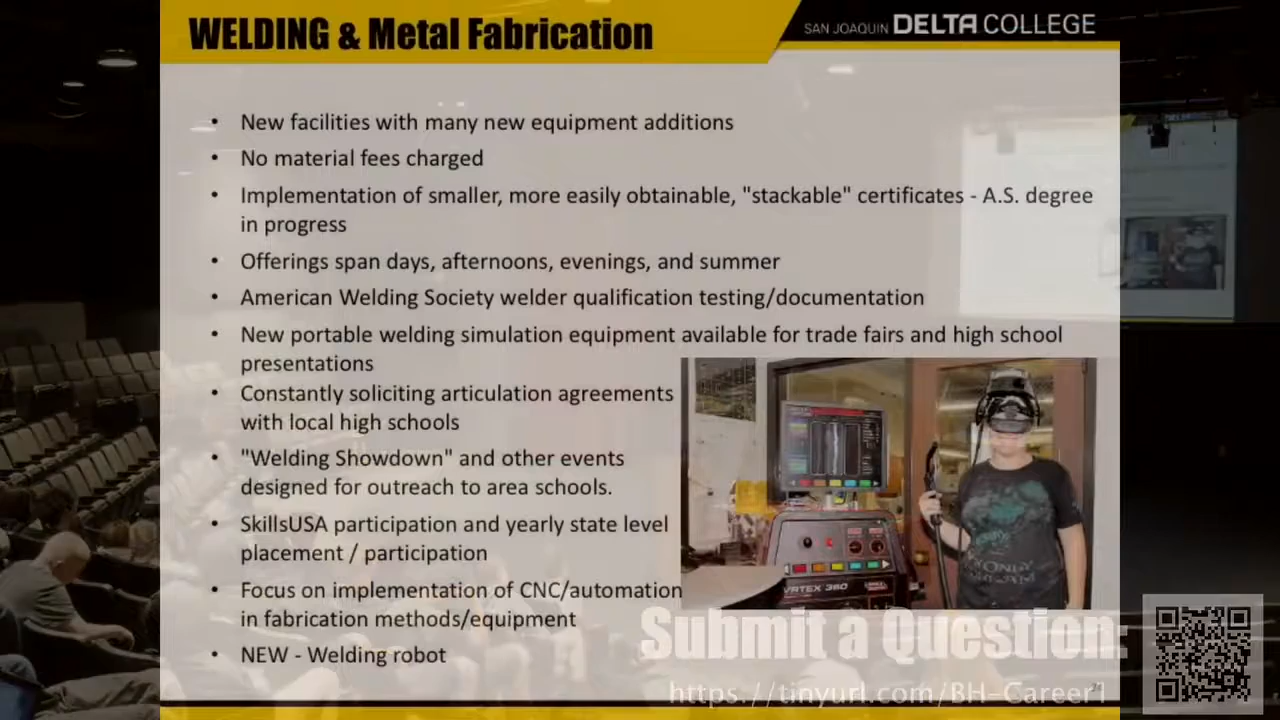 WELDING & Metal Fabrication
SAN JOAQUIN DELTA COLLEGE
• New facilities with many new equipment additions
• No material fees charged
• Implementation of smaller, more easily obtainable, "stackable" certificates - A.S. degree
in progress
• Offerings span days, afternoons, evenings, and summer
• American Welding Society welder qualification testing/documentation
• New portable welding simulation equipment available for trade fairs and high school
presentations
• Constantly soliciting articulation agreements
with local high schools
• "Welding Showdown" and other events
designed for outreach to area schools.
• SkillsUSA participation and yearly state level
placement / participation
• Focus on implementation of CNC/automation
in fabrication methods/equipment
• NEW - Welding robot
VRTEX 360
Submit a Question:
https://tinyurl.com/BH-Career1